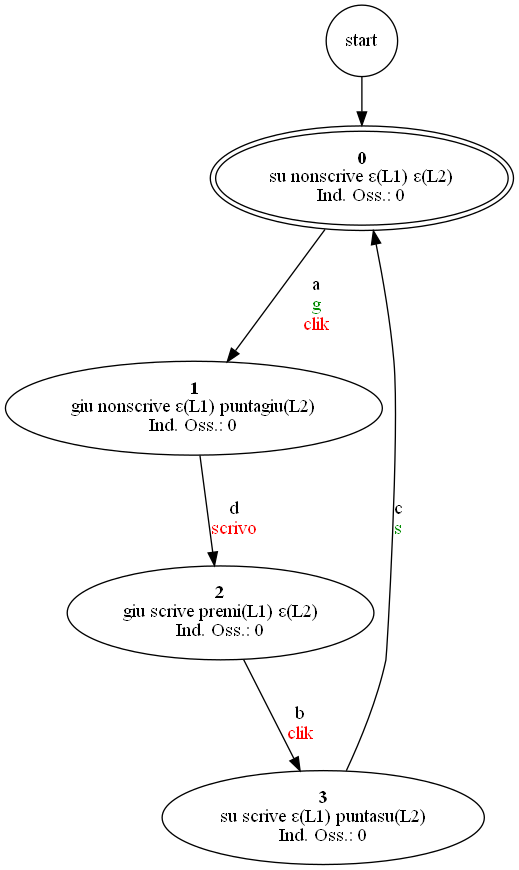 start
0
su nonscrive ε(L1) ε(L2)
Ind. Oss.: 0
a
g
clik
1
giu nonscrive ε(L1) puntagiu(L2)
Ind. Oss.: 0
d
scrivo
c
s
2
giu scrive premi(L1) ε(L2)
Ind. Oss.: 0
b
clik
3
su scrive ε(L1) puntasu(L2)
Ind. Oss.: 0